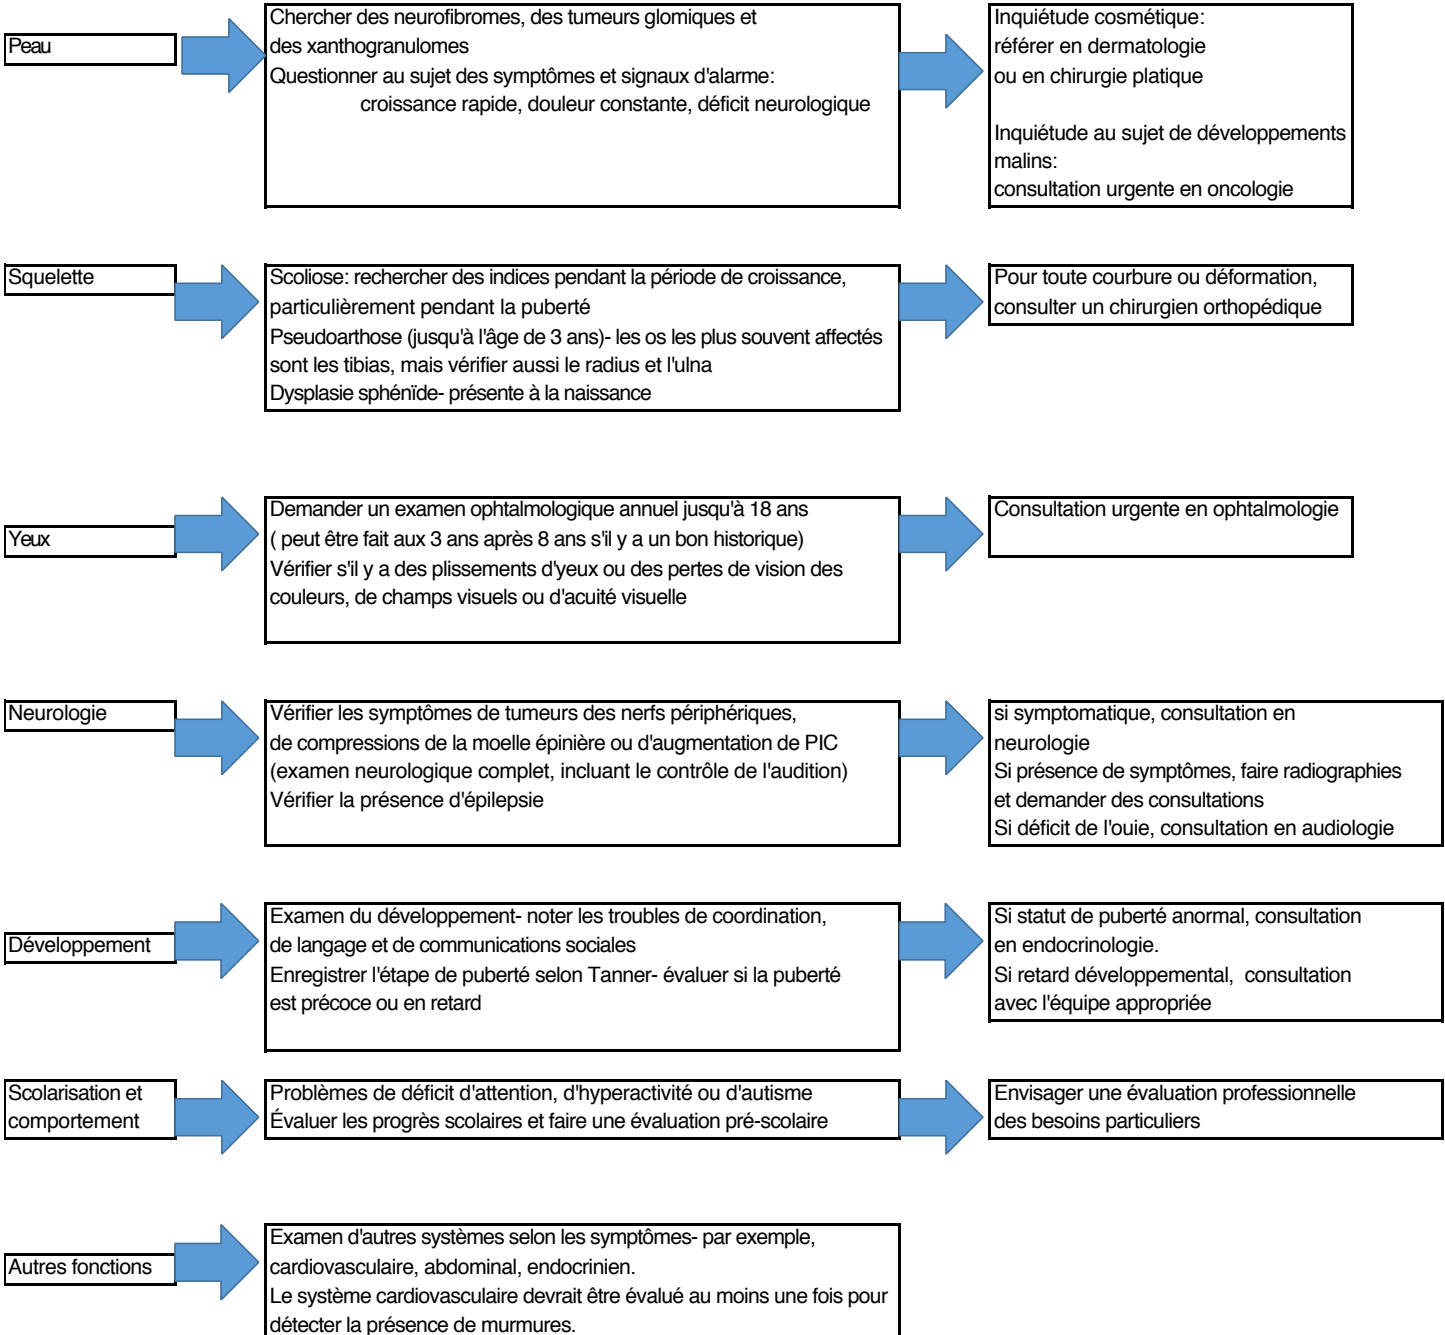 Peau
Chercher des neurofibromes, des tumeurs glomiques et
des xanthogranulomes
Questionner au sujet des symptômes et signaux d'alarme:
croissance rapide, douleur constante, déficit neurologique
Inquiétude cosmétique:
référer en dermatologie
ou en chirurgie platique
Inquiétude au sujet de développements
malins:
consultation urgente en oncologie
Squelette
Scoliose: rechercher des indices pendant la période de croissance,
particulièrement pendant la puberté
Pseudoarthose (jusqu'à l'âge de 3 ans)- les os les plus souvent affectés
sont les tibias, mais vérifier aussi le radius et l'ulna
Dysplasie sphénïde- présente à la naissance
Pour toute courbure ou déformation,
consulter un chirurgien orthopédique
Yeux
Demander un examen ophtalmologique annuel jusqu'à 18 ans
( peut être fait aux 3 ans après 8 ans s'il y a un bon historique)
Vérifier s'il y a des plissements d'yeux ou des pertes de vision des
couleurs, de champs visuels ou d'acuité visuelle
Consultation urgente en ophtalmologie
Neurologie
Vérifier les symptômes de tumeurs des nerfs périphériques,
de compressions de la moelle épinière ou d'augmentation de PIC
(examen neurologique complet, incluant le contrôle de l'audition)
Vérifier la présence d'épilepsie
si symptomatique, consultation en
neurologie
Si présence de symptômes, faire radiographies
et demander des consultations
Si déficit de l'ouie, consultation en audiologie
Développement
Examen du développement- noter les troubles de coordination,
de langage et de communications sociales
Enregistrer l'étape de puberté selon Tanner- évaluer si la puberté
est précoce ou en retard
Si statut de puberté anormal, consultation
en endocrinologie.
Si retard développemental, consultation
avec l'équipe appropriée
Scolarisation et
comportement
Problèmes de déficit d'attention, d'hyperactivité ou d'autisme
Évaluer les progrès scolaires et faire une évaluation pré-scolaire
Envisager une évaluation professionnelle
des besoins particuliers
Autres fonctions
Examen d'autres systèmes selon les symptômes- par exemple,
cardiovasculaire, abdominal, endocrinien.
Le système cardiovasculaire devrait être évalué au moins une fois pour
détecter la présence de murmures.